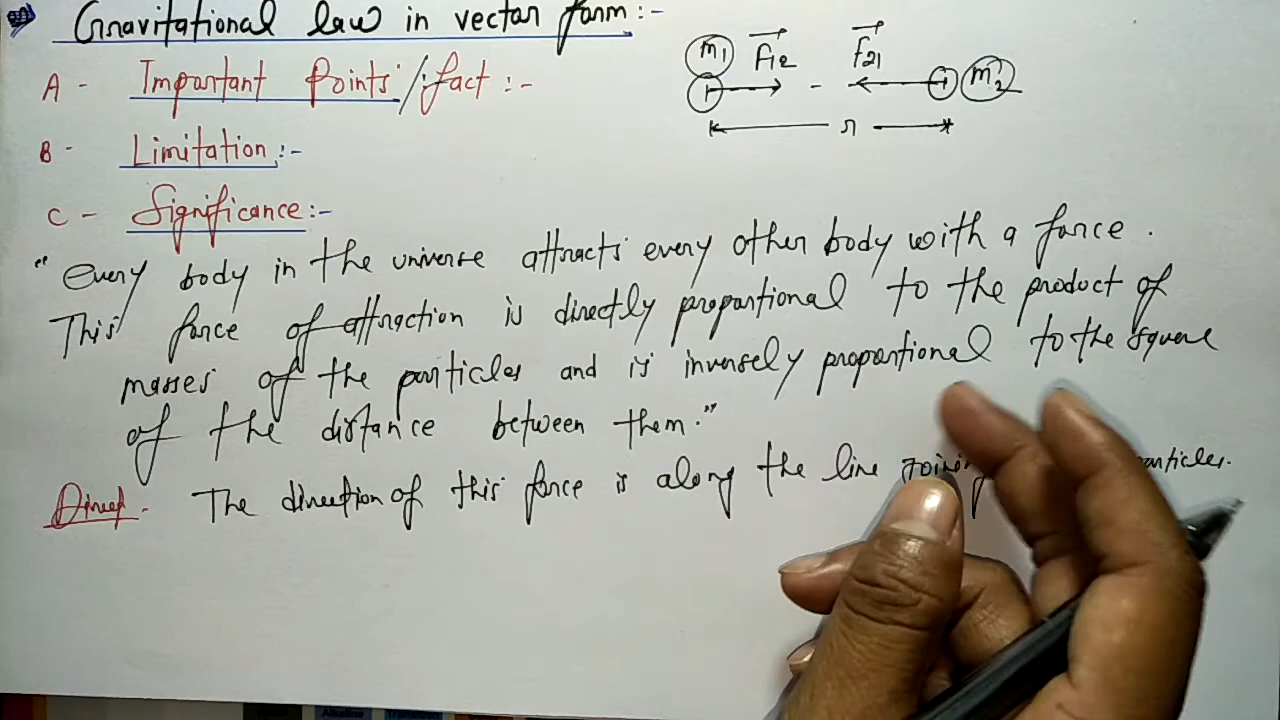 Gravitational law in vector form :-
m₁ F₁₂ - F₂₁ m₂
r
A - Important Points / fact :-
B - Limitation :-
C - Significance :-
"Every body in the universe attracts every other body with a force.
This force of attraction is directly proportional to the product of
masses of the particles and is inversely proportional to the square
of the distance between them."
Direct. The direction of this force is along the line joining